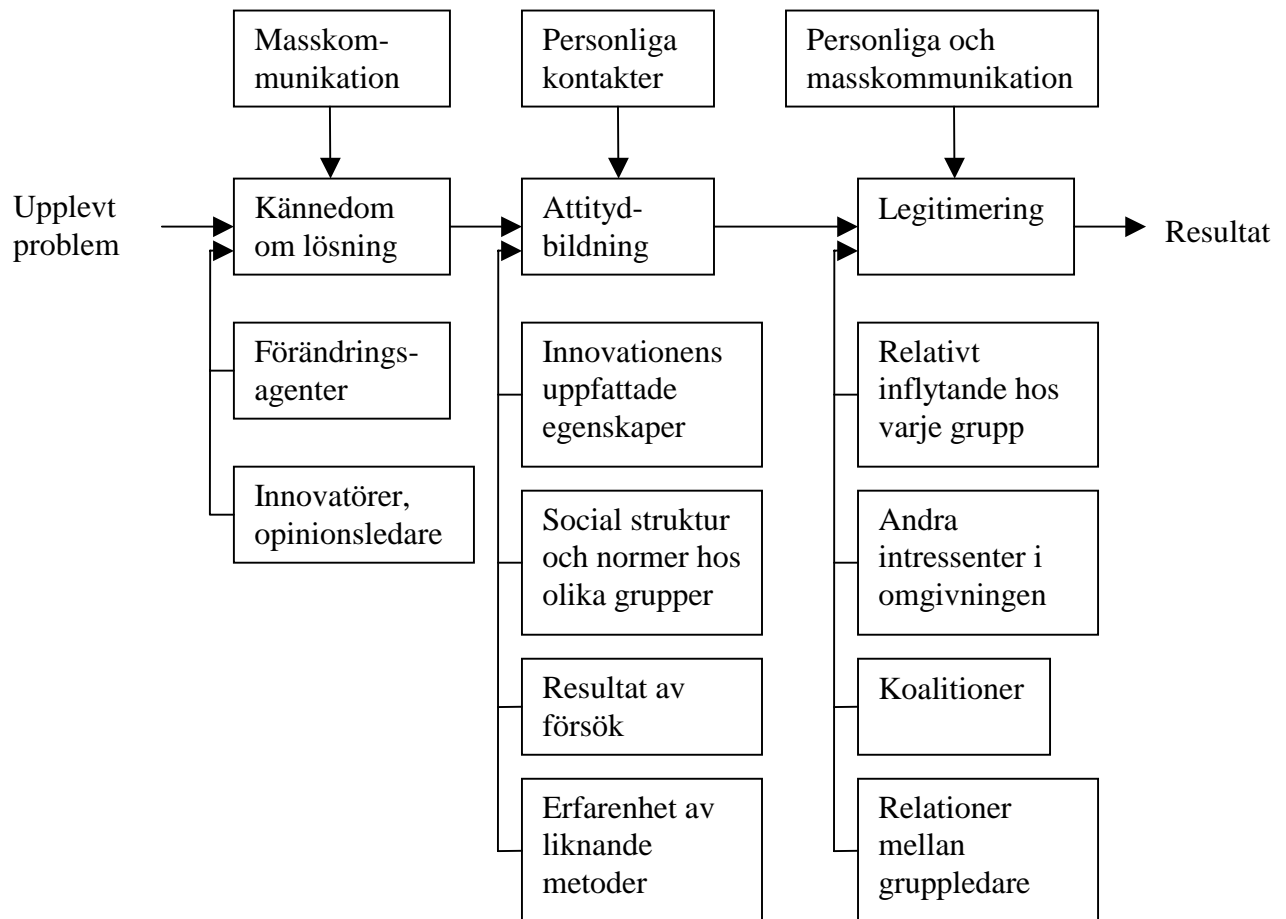 Masskom-
munikation
Personliga
kontakter
Personliga och
masskommunikation
Upplevt
problem
Kännedom
om lösning
Attityd-
bildning
Legitimering
Resultat
Förändrings-
agenter
Innovatörer,
opinionsledare
Innovationens
uppfattade
egenskaper
Social struktur
och normer hos
olika grupper
Resultat av
försök
Erfarenhet av
liknande
metoder
Relativt
inflytande hos
varje grupp
Andra
intressenter i
omgivningen
Koalitioner
Relationer
mellan
gruppledare